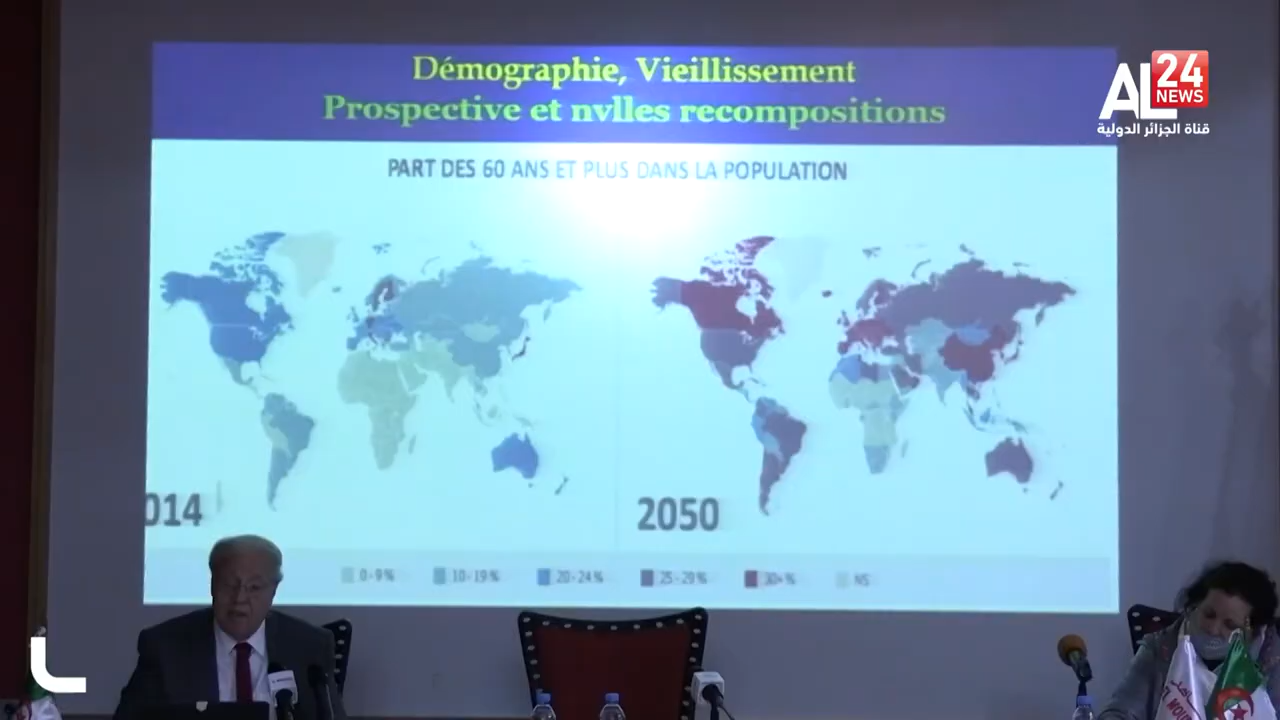 Démographie, Vieillissement
Prospective et nvlles recompositions
AL 24 NEWS
قناة الجزائر الدولية
PART DES 60 ANS ET PLUS DANS LA POPULATION
014
2050
0-9%
10-19%
20-24%
25-29%
30+%
NS